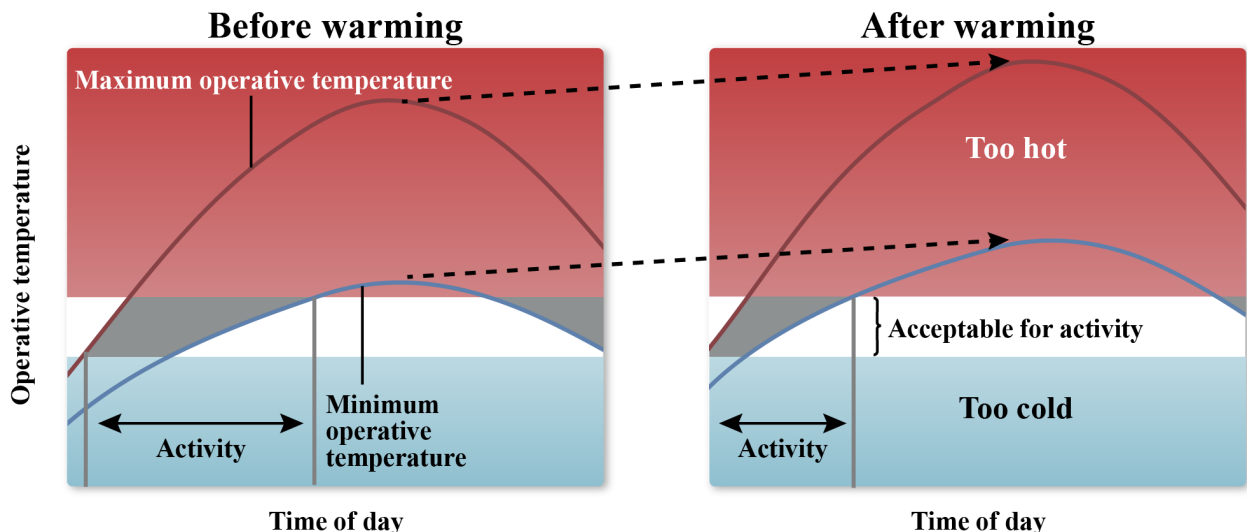 Before warming
After warming
Maximum operative temperature
Too hot
Operative temperature
Acceptable for activity
Minimum
operative
temperature
Too cold
Activity
Activity
Time of day
Time of day